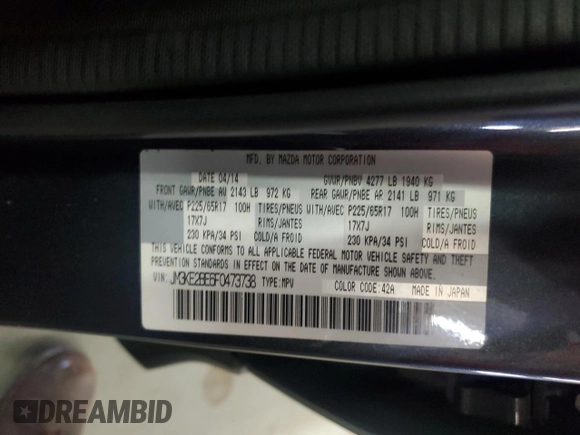 MFD. BY MAZDA MOTOR CORPORATION
DATE 04/14 GVWR/PNBV 4277 LB 1940 KG
FRONT GAWR/PNBE AV 2143 LB 972 KG REAR GAWR/PNBE AR 2141 LB 971 KG
WITH/AVEC P225/65R17 100H TIRES/PNEUS WITH/AVEC P225/65R17 100H TIRES/PNEUS
17X7J RIMS/JANTES 17X7J RIMS/JANTES
230 KPA/34 PSI COLD/A FROID 230 KPA/34 PSI COLD/A FROID
THIS VEHICLE CONFORMS TO ALL APPLICABLE FEDERAL MOTOR VEHICLE SAFETY AND THEFT
PREVENTION STANDARDS IN EFFECT ON THE DATE OF MANUFACTURE SHOWN ABOVE.
VIN: JM3KE2BE6F0473738 TYPE:MPV COLOR CODE:42A MADE IN JAPAN
DREAMBID